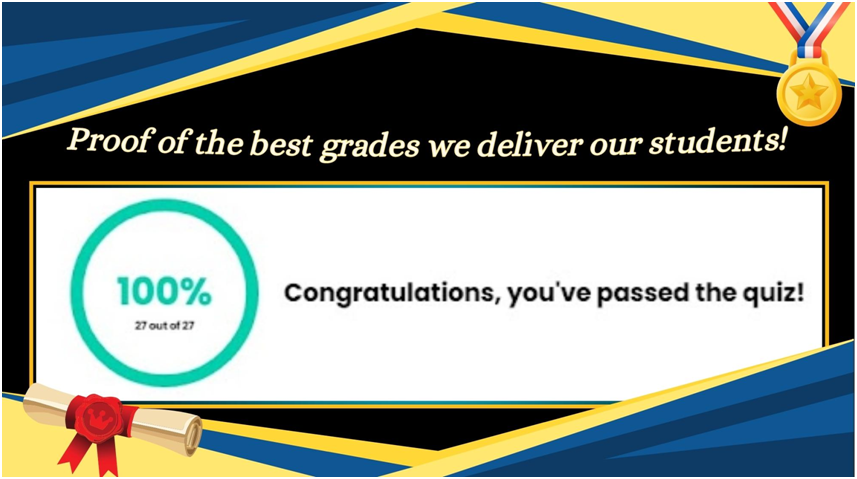 Proof of the best grades we deliver our students!
100%
27 out of 27
Congratulations, you've passed the quiz!